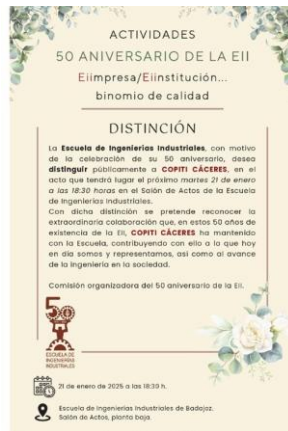 ACTIVIDADES
50 ANIVERSARIO DE LA EII
Eiimpresa/Eiinstitución...
binomio de calidad
DISTINCIÓN
La Escuela de Ingenierías Industriales, con motivo
de la celebración de su 50 aniversario, desea
distinguir públicamente a COPITI CÁCERES, en el
acto que tendrá lugar el próximo martes 21 de enero
a las 18:30 horas en el Salón de Actos de la Escuela
de Ingenierías Industriales.
Con dicha distinción se pretende reconocer la
extraordinaria colaboración que, en estos 50 años de
existencia de la EII, COPITI CÁCERES ha mantenido
con la Escuela, contribuyendo con ello a lo que hoy
en día somos y representamos, así como al avance
de la ingeniería en la sociedad.
Comisión organizadora del 50 aniversario de la EII.
50
ESCUELA DE
INGENIERÍAS
INDUSTRIALES
21 de enero de 2025 a las 18:30 h.
Escuela de Ingenierías Industriales de Badajoz.
Salón de Actos, planta baja.